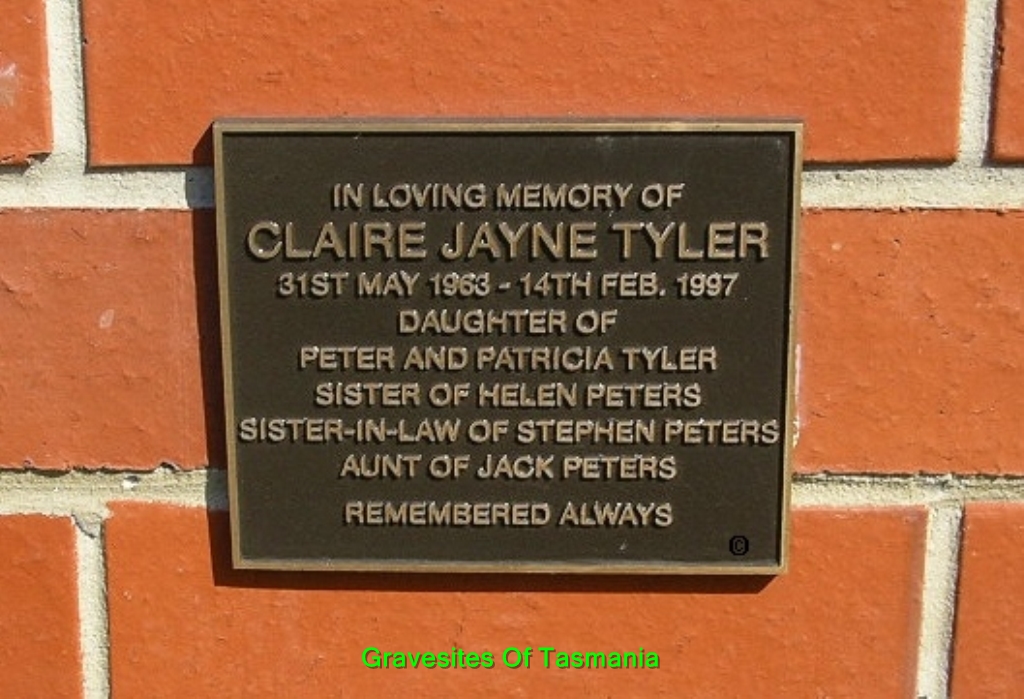 IN LOVING MEMORY OF
CLAIRE JAYNE TYLER
31ST MAY 1963 - 14TH FEB. 1997
DAUGHTER OF
PETER AND PATRICIA TYLER
SISTER OF HELEN PETERS
SISTER-IN-LAW OF STEPHEN PETERS
AUNT OF JACK PETERS
REMEMBERED ALWAYS
©
Gravesites Of Tasmania